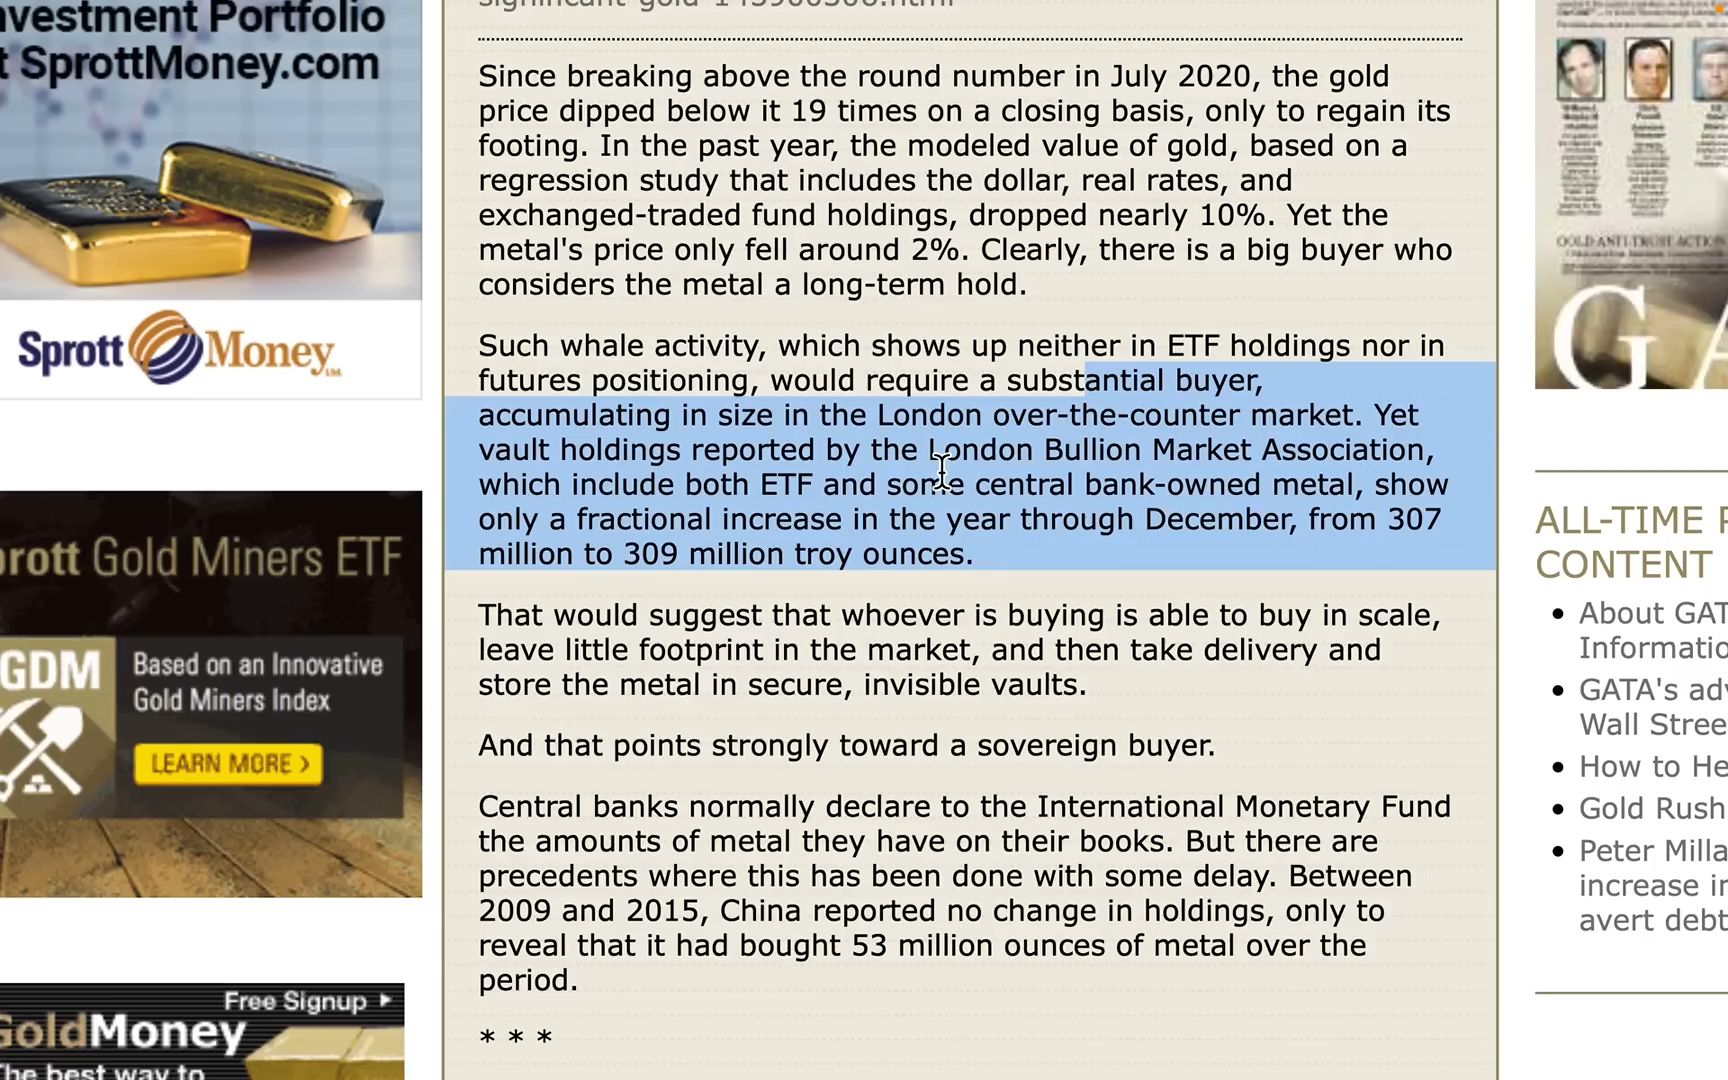 nvestment Portfolio
t SprottMoney.com
Sprott Money
rott Gold Miners ETF
GDM
Based on an Innovative
Gold Miners Index
LEARN MORE >
Free Signup
GoldMoney
The best way to
Since breaking above the round number in July 2020, the gold
price dipped below it 19 times on a closing basis, only to regain its
footing. In the past year, the modeled value of gold, based on a
regression study that includes the dollar, real rates, and
exchanged-traded fund holdings, dropped nearly 10%. Yet the
metal's price only fell around 2%. Clearly, there is a big buyer who
considers the metal a long-term hold.
Such whale activity, which shows up neither in ETF holdings nor in
futures positioning, would require a substantial buyer,
accumulating in size in the London over-the-counter market. Yet
vault holdings reported by the London Bullion Market Association,
which include both ETF and some central bank-owned metal, show
only a fractional increase in the year through December, from 307
million to 309 million troy ounces.
That would suggest that whoever is buying is able to buy in scale,
leave little footprint in the market, and then take delivery and
store the metal in secure, invisible vaults.
And that points strongly toward a sovereign buyer.
Central banks normally declare to the International Monetary Fund
the amounts of metal they have on their books. But there are
precedents where this has been done with some delay. Between
2009 and 2015, China reported no change in holdings, only to
reveal that it had bought 53 million ounces of metal over the
period.
* * *
GOLD ANTI-TRUST ACTIO
G A
ALL-TIME P
CONTENT
• About GAT
Informatio
• GATA's adv
Wall Stree
• How to He
• Gold Rush
• Peter Milla
increase in
avert debt